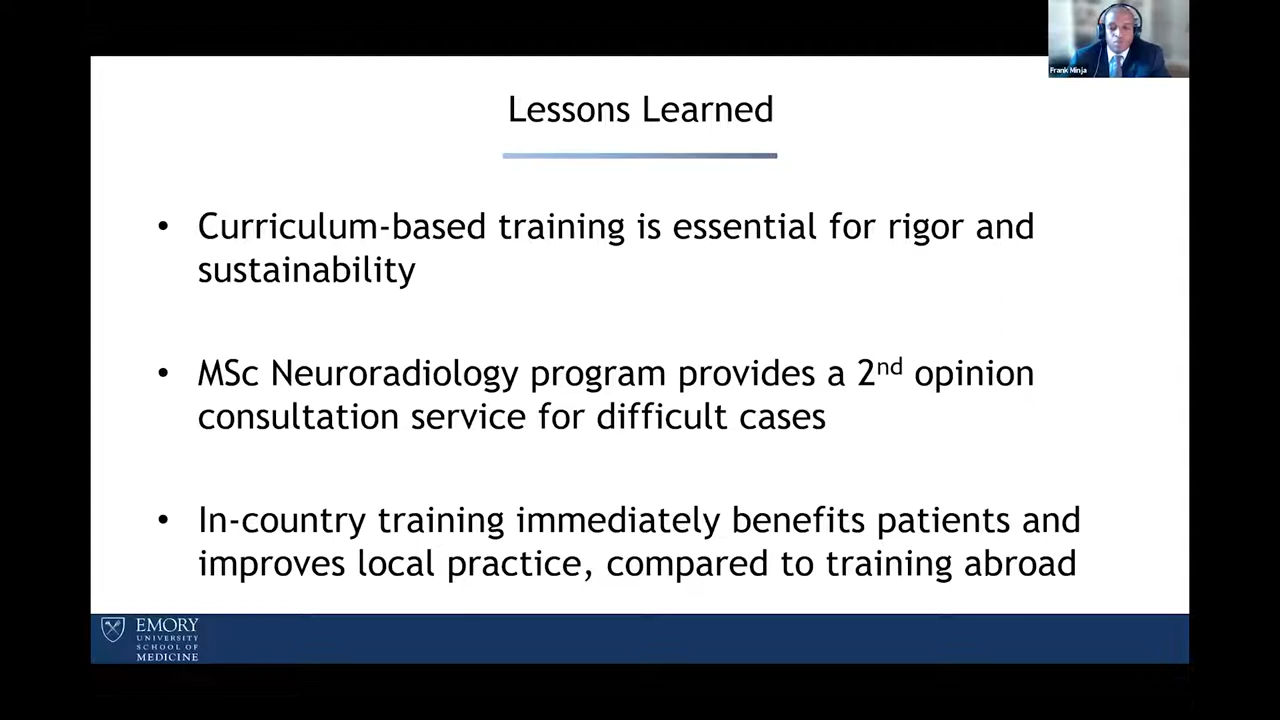 Frank Minja
Lessons Learned
• Curriculum-based training is essential for rigor and
sustainability
• MSc Neuroradiology program provides a 2nd opinion
consultation service for difficult cases
• In-country training immediately benefits patients and
improves local practice, compared to training abroad
EMORY
UNIVERSITY
SCHOOL OF
MEDICINE